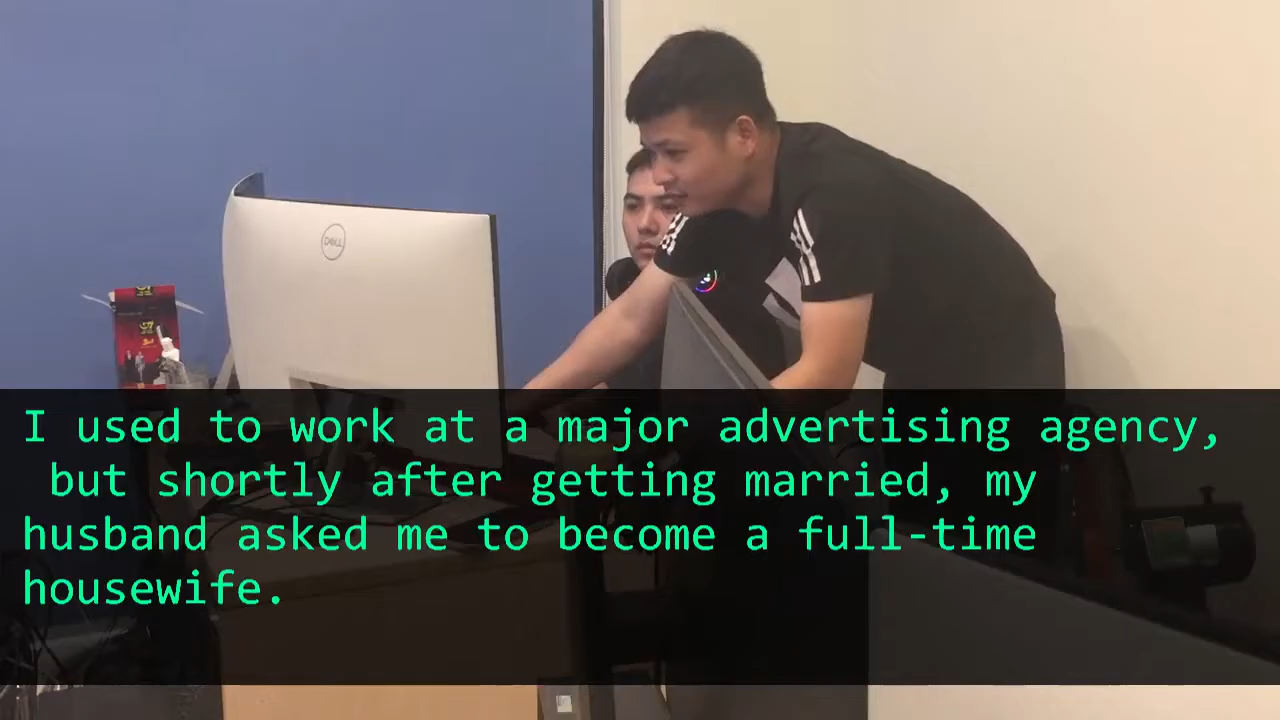 DELL
I used to work at a major advertising agency,
but shortly after getting married, my
husband asked me to become a full-time
housewife.